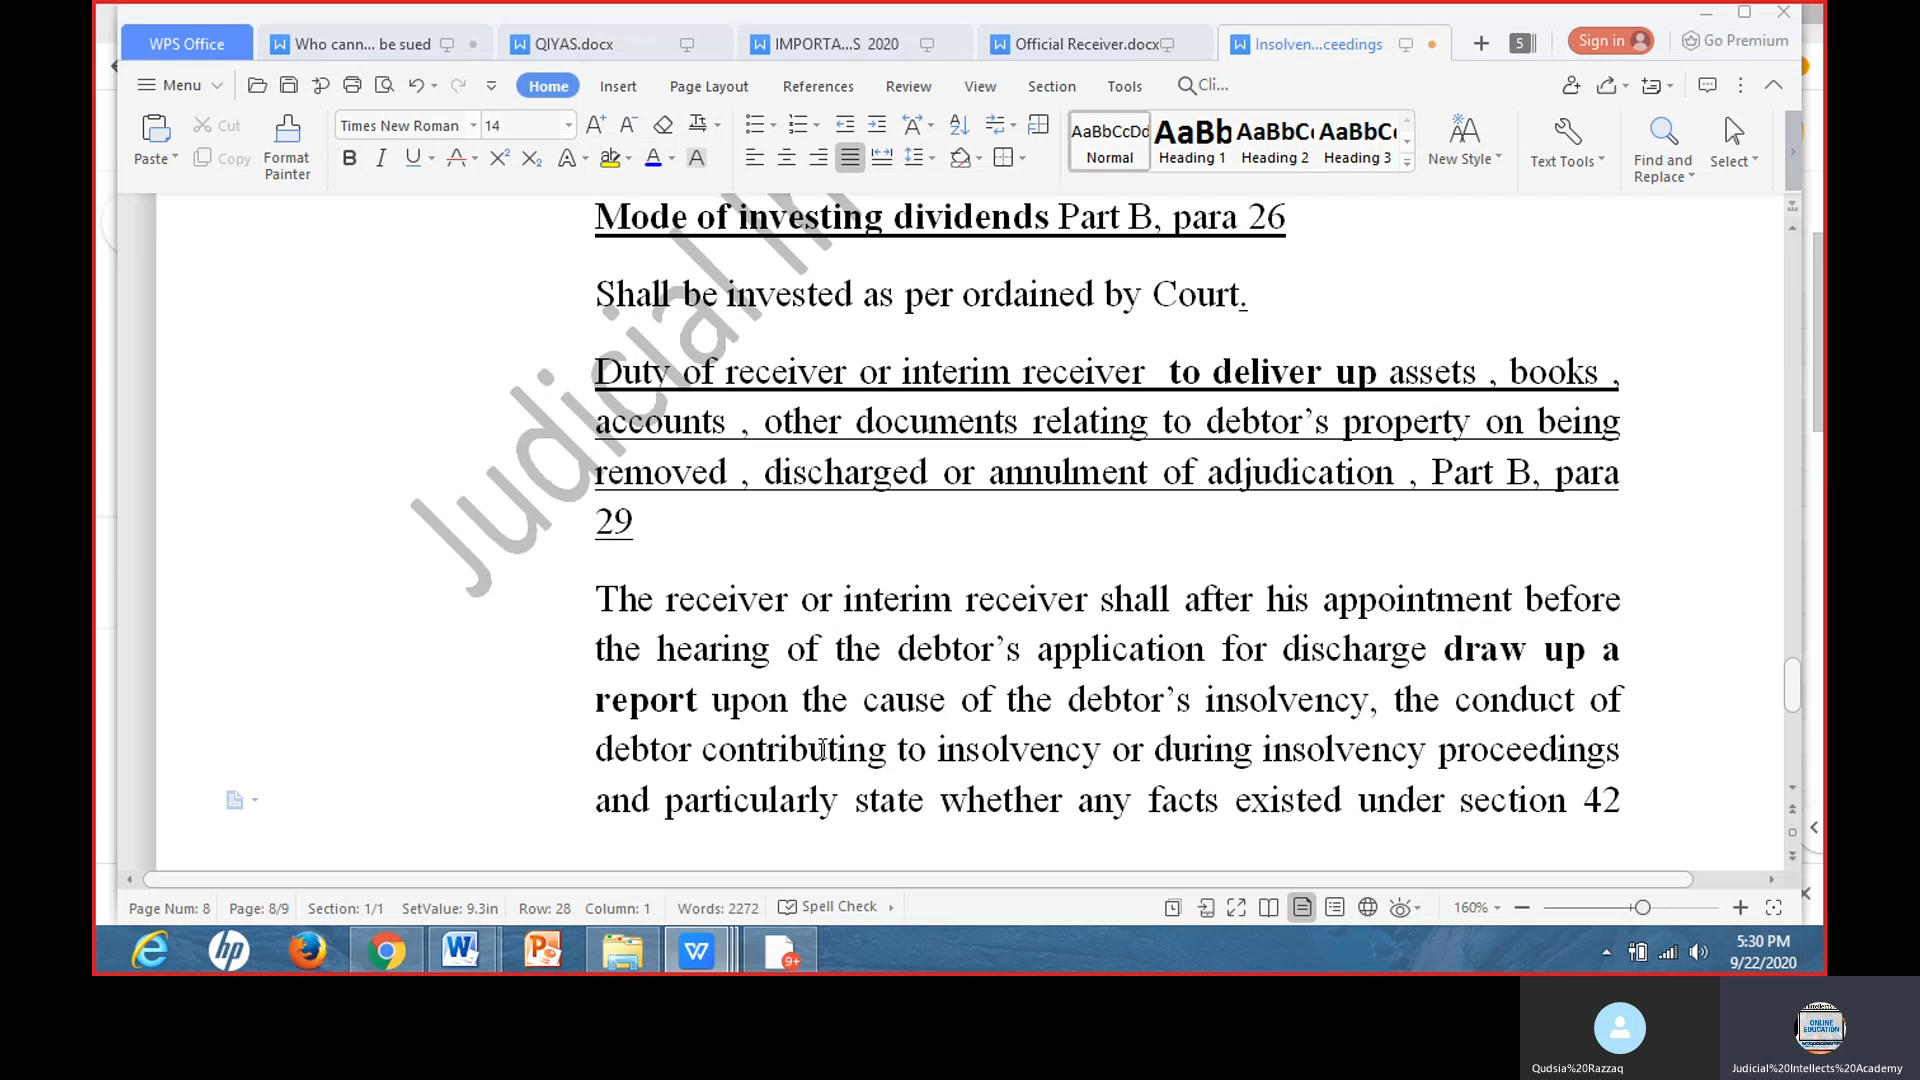 WPS Office
Who cann... be sued
QIYAS.docx
IMPORTA...S 2020
Official Receiver.docx
Insolven...ceedings
5
Sign in
Go Premium
Menu
Home
Insert
Page Layout
References
Review
View
Section
Tools
Cli...
Paste
Cut
Copy
Format Painter
Times New Roman
14
AaBbCcDd
Normal
AaBb
Heading 1
AaBbC
Heading 2
AaBbC
Heading 3
New Style
Text Tools
Find and Replace
Select
Mode of investing dividends Part B, para 26
Shall be invested as per ordained by Court.
Duty of receiver or interim receiver to deliver up assets , books ,
accounts , other documents relating to debtor’s property on being
removed , discharged or annulment of adjudication , Part B, para
29
The receiver or interim receiver shall after his appointment before
the hearing of the debtor’s application for discharge draw up a
report upon the cause of the debtor’s insolvency, the conduct of
debtor contributing to insolvency or during insolvency proceedings
and particularly state whether any facts existed under section 42
Judicial In
Page Num: 8
Page: 8/9
Section: 1/1
SetValue: 9.3in
Row: 28
Column: 1
Words: 2272
Spell Check
160%
9+
5:30 PM
9/22/2020
ONLINE
EDUCATION
Qudsia%20Razzaq
Judicial%20Intellects%20Academy